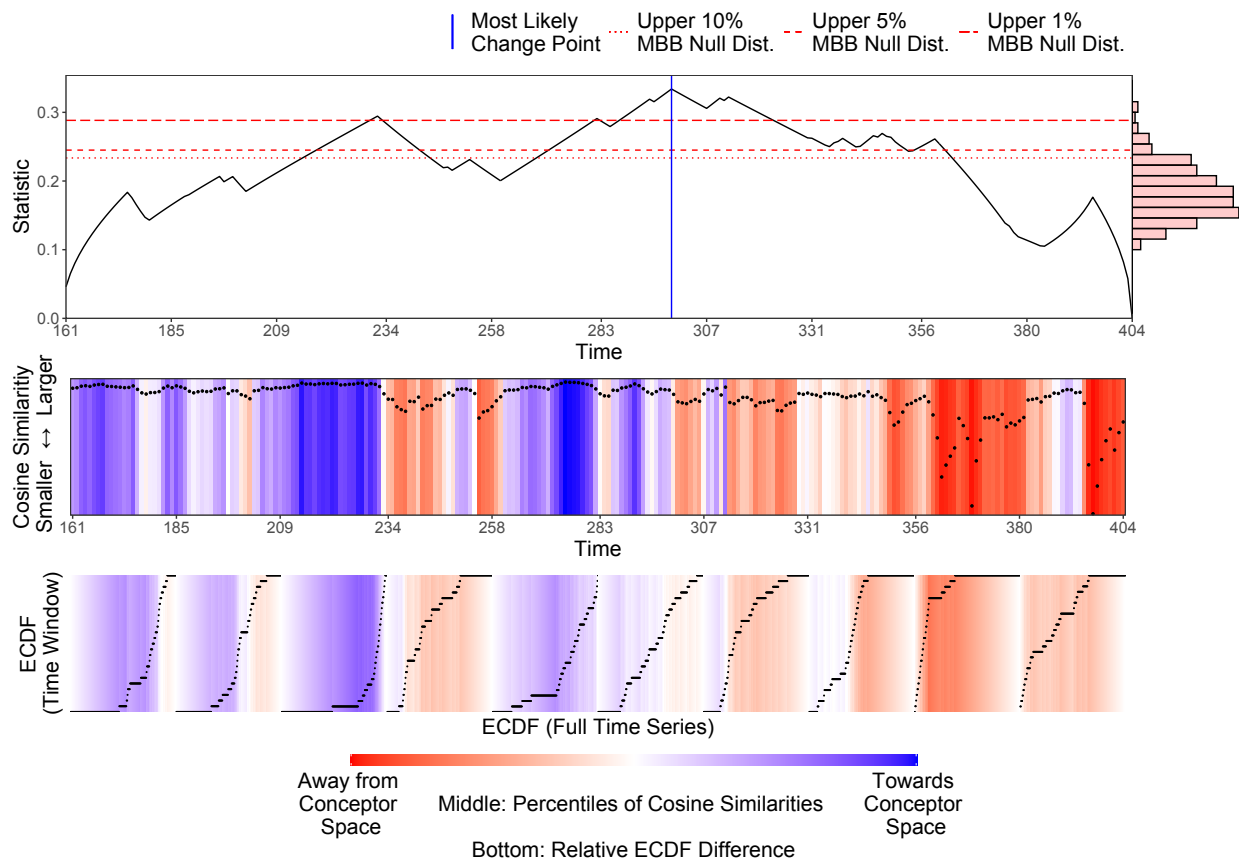 Most Likely
Change Point
Upper 10%
MBB Null Dist.
Upper 5%
MBB Null Dist.
Upper 1%
MBB Null Dist.
Statistic
0.3
0.2
0.1
0.0
161 185 209 234 258 283 307 331 356 380 404
Time
Cosine Similaritiy
Smaller ↔ Larger
161 185 209 234 258 283 307 331 356 380 404
Time
ECDF
(Time Window)
ECDF (Full Time Series)
Away from
Conceptor
Space
Middle: Percentiles of Cosine Similarities
Towards
Conceptor
Space
Bottom: Relative ECDF Difference